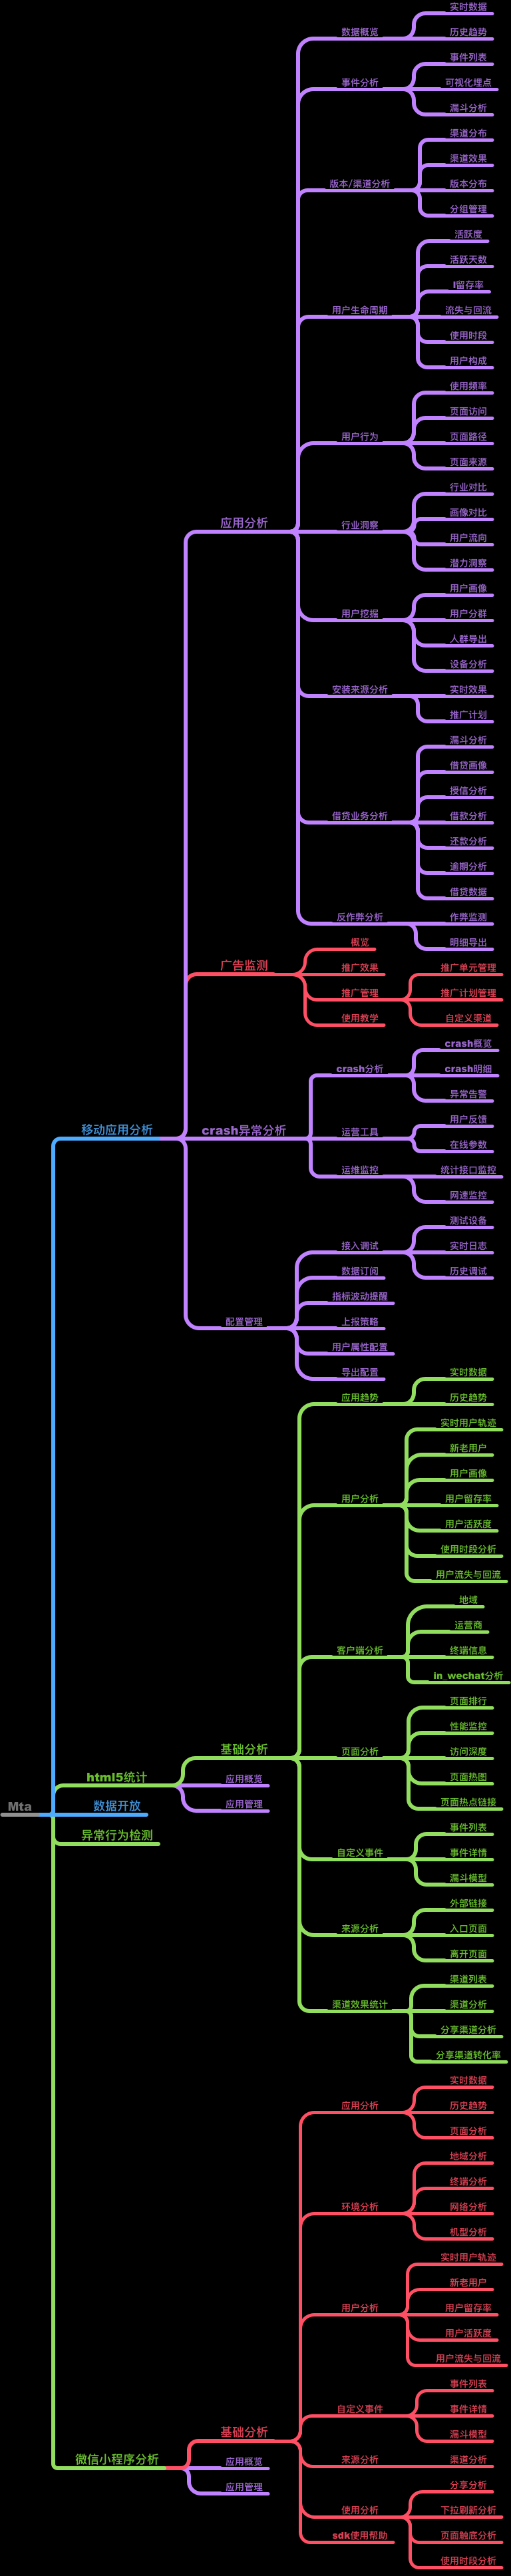 Mta
移动应用分析
应用分析
数据概览
实时数据
历史趋势
事件分析
事件列表
可视化埋点
漏斗分析
版本/渠道分析
渠道分布
渠道效果
版本分布
分组管理
用户生命周期
活跃度
活跃天数
l留存率
流失与回流
使用时段
用户构成
用户行为
使用频率
页面访问
页面路径
页面来源
行业洞察
行业对比
画像对比
用户流向
潜力洞察
用户挖掘
用户画像
用户分群
人群导出
设备分析
安装来源分析
实时效果
推广计划
借贷业务分析
漏斗分析
借贷画像
授信分析
借款分析
还款分析
逾期分析
借贷数据
反作弊分析
作弊监测
明细导出
广告监测
概览
推广效果
推广管理
推广单元管理
推广计划管理
自定义渠道
使用教学
crash异常分析
crash分析
crash概览
crash明细
异常告警
运营工具
用户反馈
在线参数
运维监控
统计接口监控
网速监控
配置管理
接入调试
测试设备
实时日志
历史调试
数据订阅
指标波动提醒
上报策略
用户属性配置
导出配置
html5统计
基础分析
应用趋势
实时数据
历史趋势
用户分析
实时用户轨迹
新老用户
用户画像
用户留存率
用户活跃度
使用时段分析
用户流失与回流
客户端分析
地域
运营商
终端信息
in_wechat分析
页面分析
页面排行
性能监控
访问深度
页面热图
页面热点链接
自定义事件
事件列表
事件详情
漏斗模型
来源分析
外部链接
入口页面
离开页面
渠道效果统计
渠道列表
渠道分析
分享渠道分析
分享渠道转化率
应用概览
应用管理
数据开放
异常行为检测
微信小程序分析
基础分析
应用分析
实时数据
历史趋势
页面分析
环境分析
地域分析
终端分析
网络分析
机型分析
用户分析
实时用户轨迹
新老用户
用户留存率
用户活跃度
用户流失与回流
自定义事件
事件列表
事件详情
漏斗模型
来源分析
渠道分析
使用分析
分享分析
下拉刷新分析
页面触底分析
使用时段分析
sdk使用帮助
应用概览
应用管理